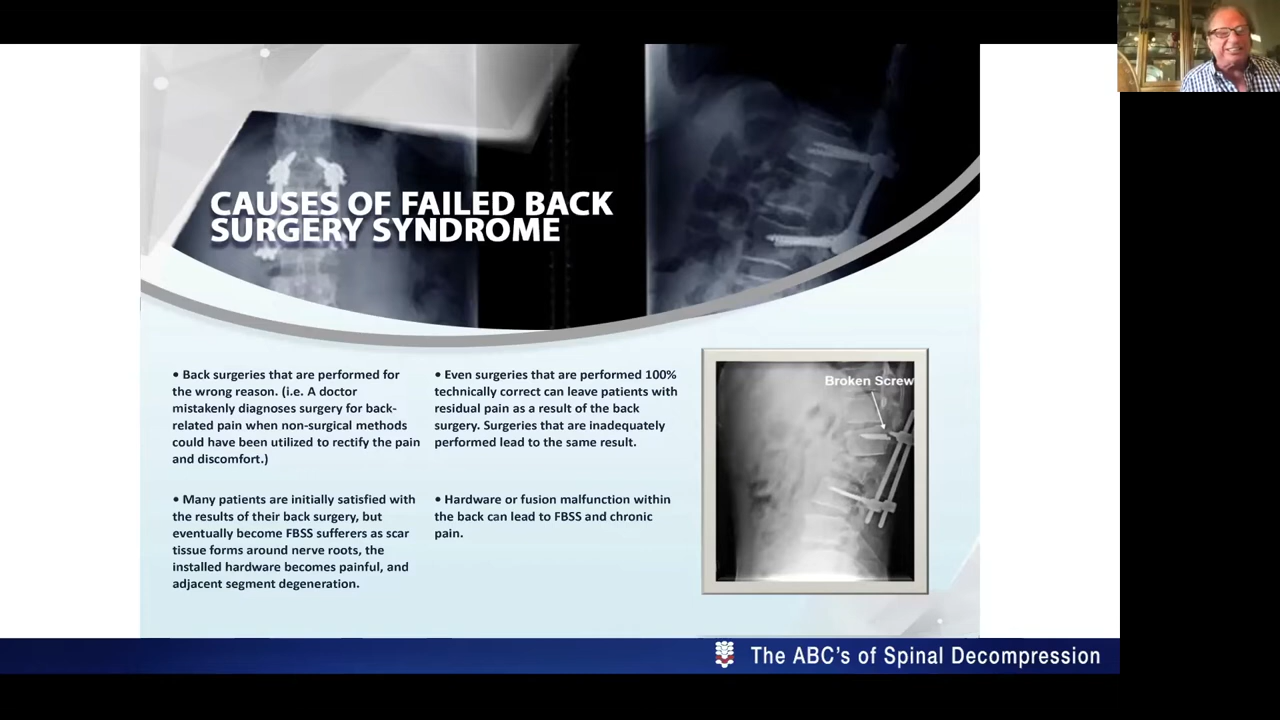 CAUSES OF FAILED BACK
SURGERY SYNDROME
• Back surgeries that are performed for
the wrong reason. (i.e. A doctor
mistakenly diagnoses surgery for back-
related pain when non-surgical methods
could have been utilized to rectify the pain
and discomfort.)
• Many patients are initially satisfied with
the results of their back surgery, but
eventually become FBSS sufferers as scar
tissue forms around nerve roots, the
installed hardware becomes painful, and
adjacent segment degeneration.
• Even surgeries that are performed 100%
technically correct can leave patients with
residual pain as a result of the back
surgery. Surgeries that are inadequately
performed lead to the same result.
• Hardware or fusion malfunction within
the back can lead to FBSS and chronic
pain.
Broken Screw
The ABC's of Spinal Decompression